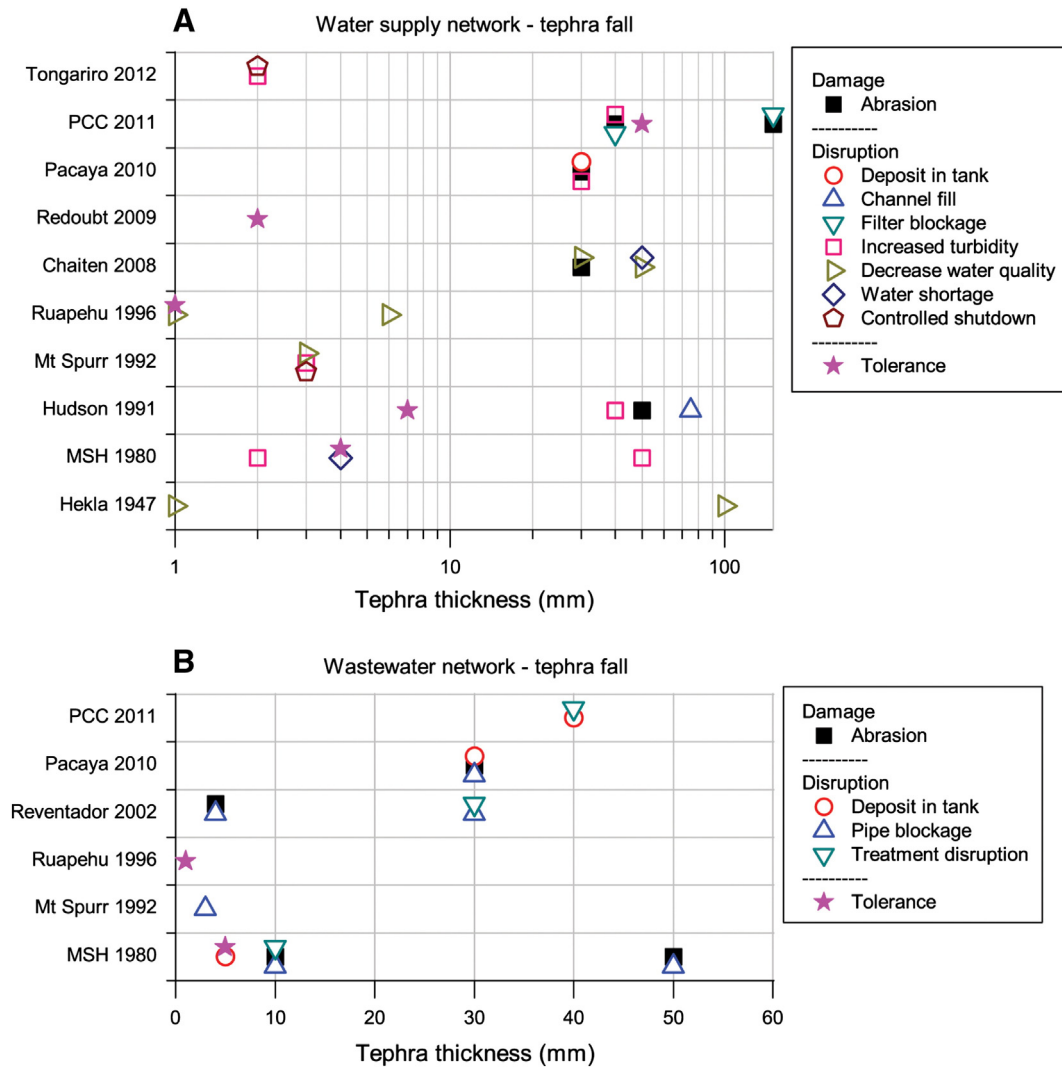 A
Water supply network - tephra fall
Tongariro 2012
PCC 2011
Pacaya 2010
Redoubt 2009
Chaiten 2008
Ruapehu 1996
Mt Spurr 1992
Hudson 1991
MSH 1980
Hekla 1947
1 10 100
Tephra thickness (mm)
Damage
Abrasion
----------
Disruption
Deposit in tank
Channel fill
Filter blockage
Increased turbidity
Decrease water quality
Water shortage
Controlled shutdown
----------
Tolerance
B
Wastewater network - tephra fall
PCC 2011
Pacaya 2010
Reventador 2002
Ruapehu 1996
Mt Spurr 1992
MSH 1980
0 10 20 30 40 50 60
Tephra thickness (mm)
Damage
Abrasion
----------
Disruption
Deposit in tank
Pipe blockage
Treatment disruption
----------
Tolerance